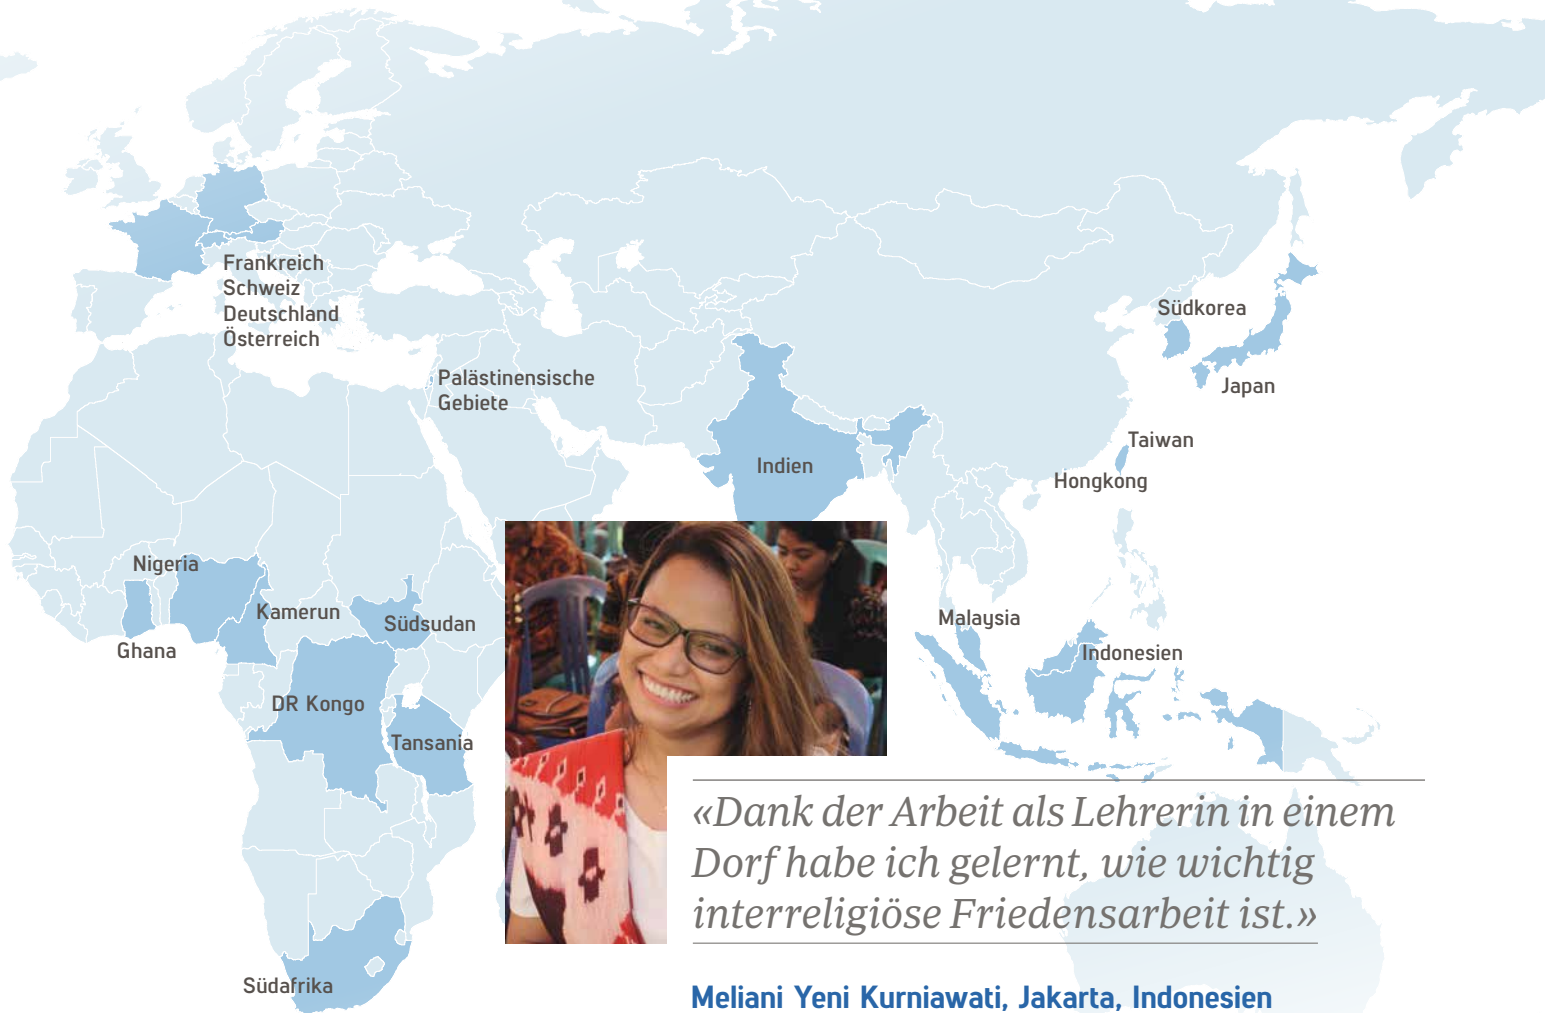 Frankreich
Schweiz
Deutschland
Österreich
Palästinensische
Gebiete
Südkorea
Japan
Taiwan
Hongkong
Indien
Nigeria
Kamerun
Südsudan
Ghana
Malaysia
Indonesien
DR Kongo
Tansania
Südafrika
«Dank der Arbeit als Lehrerin in einem
Dorf habe ich gelernt, wie wichtig
interreligiöse Friedensarbeit ist.»
Meliani Yeni Kurniawati, Jakarta, Indonesien